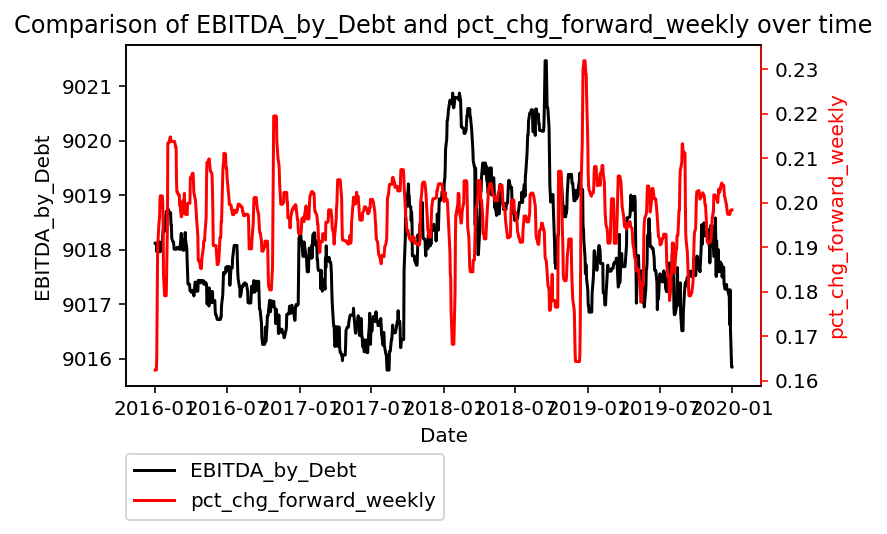 Comparison of EBITDA_by_Debt and pct_chg_forward_weekly over time
EBITDA_by_Debt
9021
9020
9019
9018
9017
9016
0.23
0.22
0.21
0.20
0.19
0.18
0.17
0.16
pct_chg_forward_weekly
2016-01 2016-07 2017-01 2017-07 2018-01 2018-07 2019-01 2019-07 2020-01
Date
EBITDA_by_Debt
pct_chg_forward_weekly